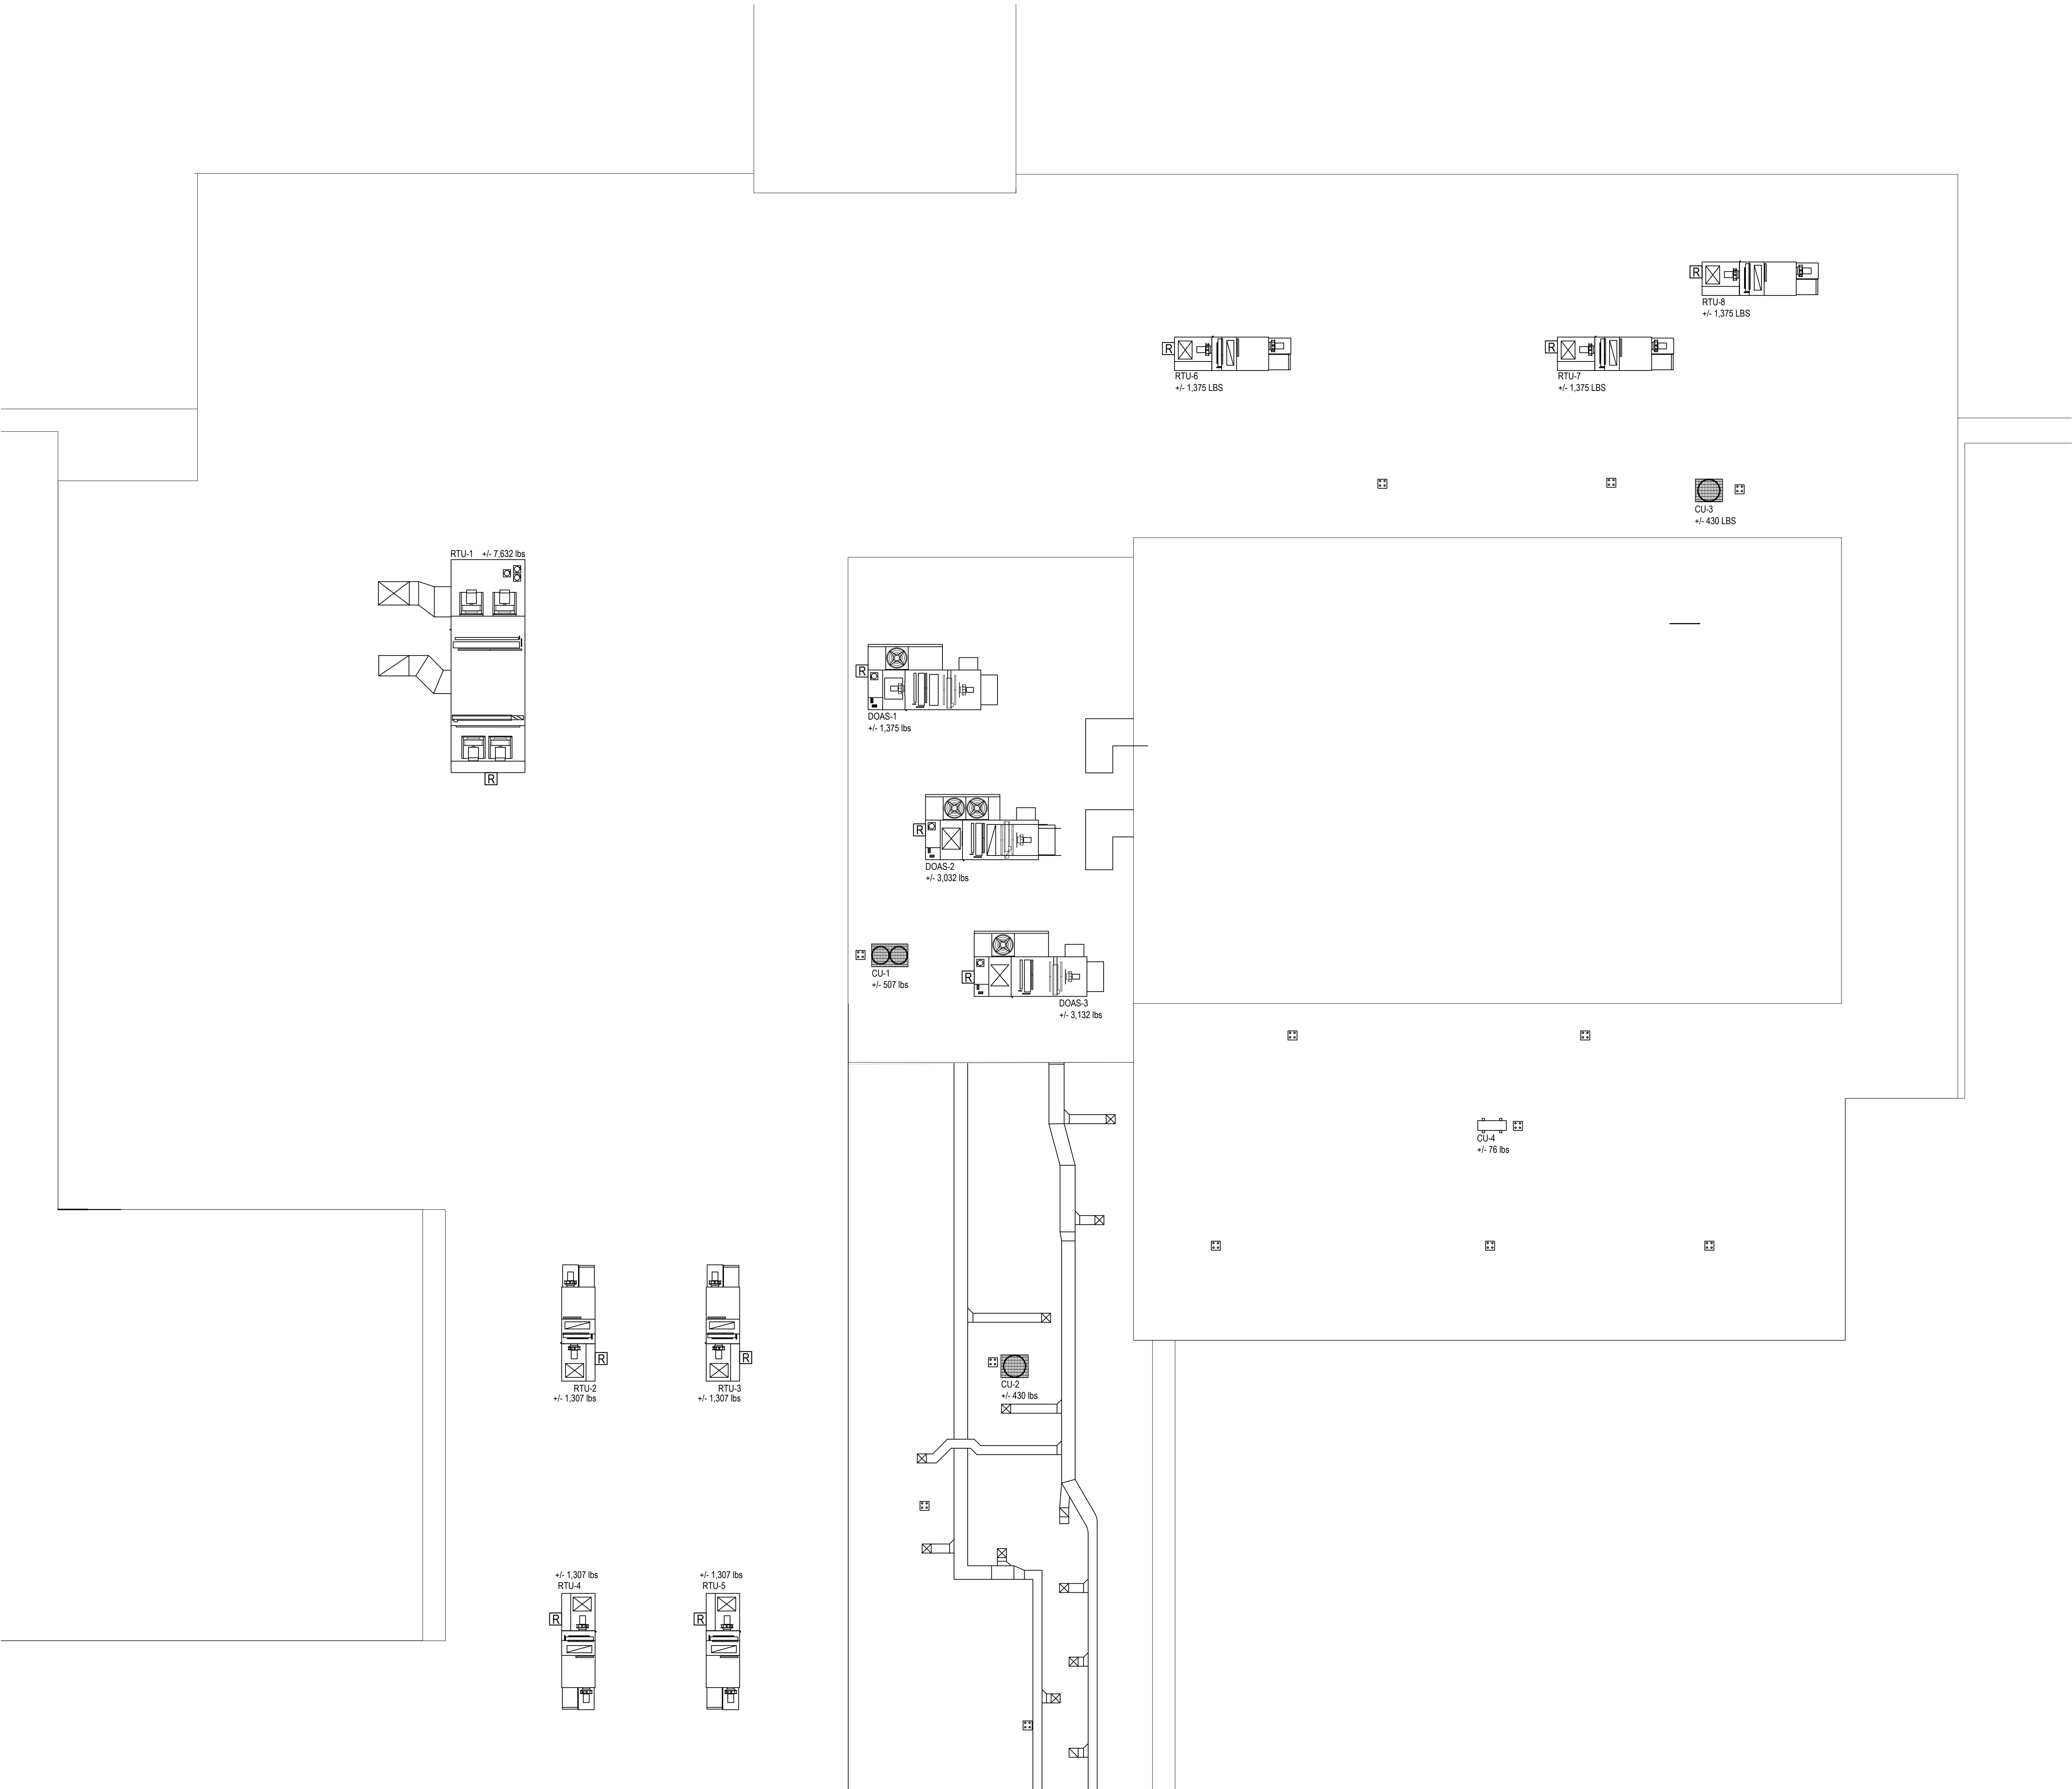 R
RTU-8
+/- 1,375 LBS
R
RTU-6
+/- 1,375 LBS
R
RTU-7
+/- 1,375 LBS
CU-3
+/- 430 LBS
RTU-1 +/- 7,632 lbs
R
R
DOAS-1
+/- 1,375 lbs
R
DOAS-2
+/- 3,032 lbs
CU-1
+/- 507 lbs
R
DOAS-3
+/- 3,132 lbs
CU-4
+/- 76 lbs
R
RTU-2
+/- 1,307 lbs
R
RTU-3
+/- 1,307 lbs
CU-2
+/- 430 lbs
+/- 1,307 lbs
RTU-4
R
+/- 1,307 lbs
RTU-5
R